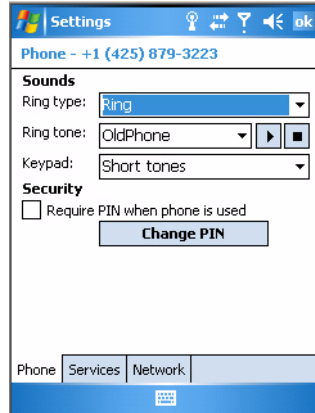 Settings ok
Phone - +1 (425) 879-3223
Sounds
Ring type: Ring
Ring tone: OldPhone
Keypad: Short tones
Security
Require PIN when phone is used
Change PIN
Phone Services Network